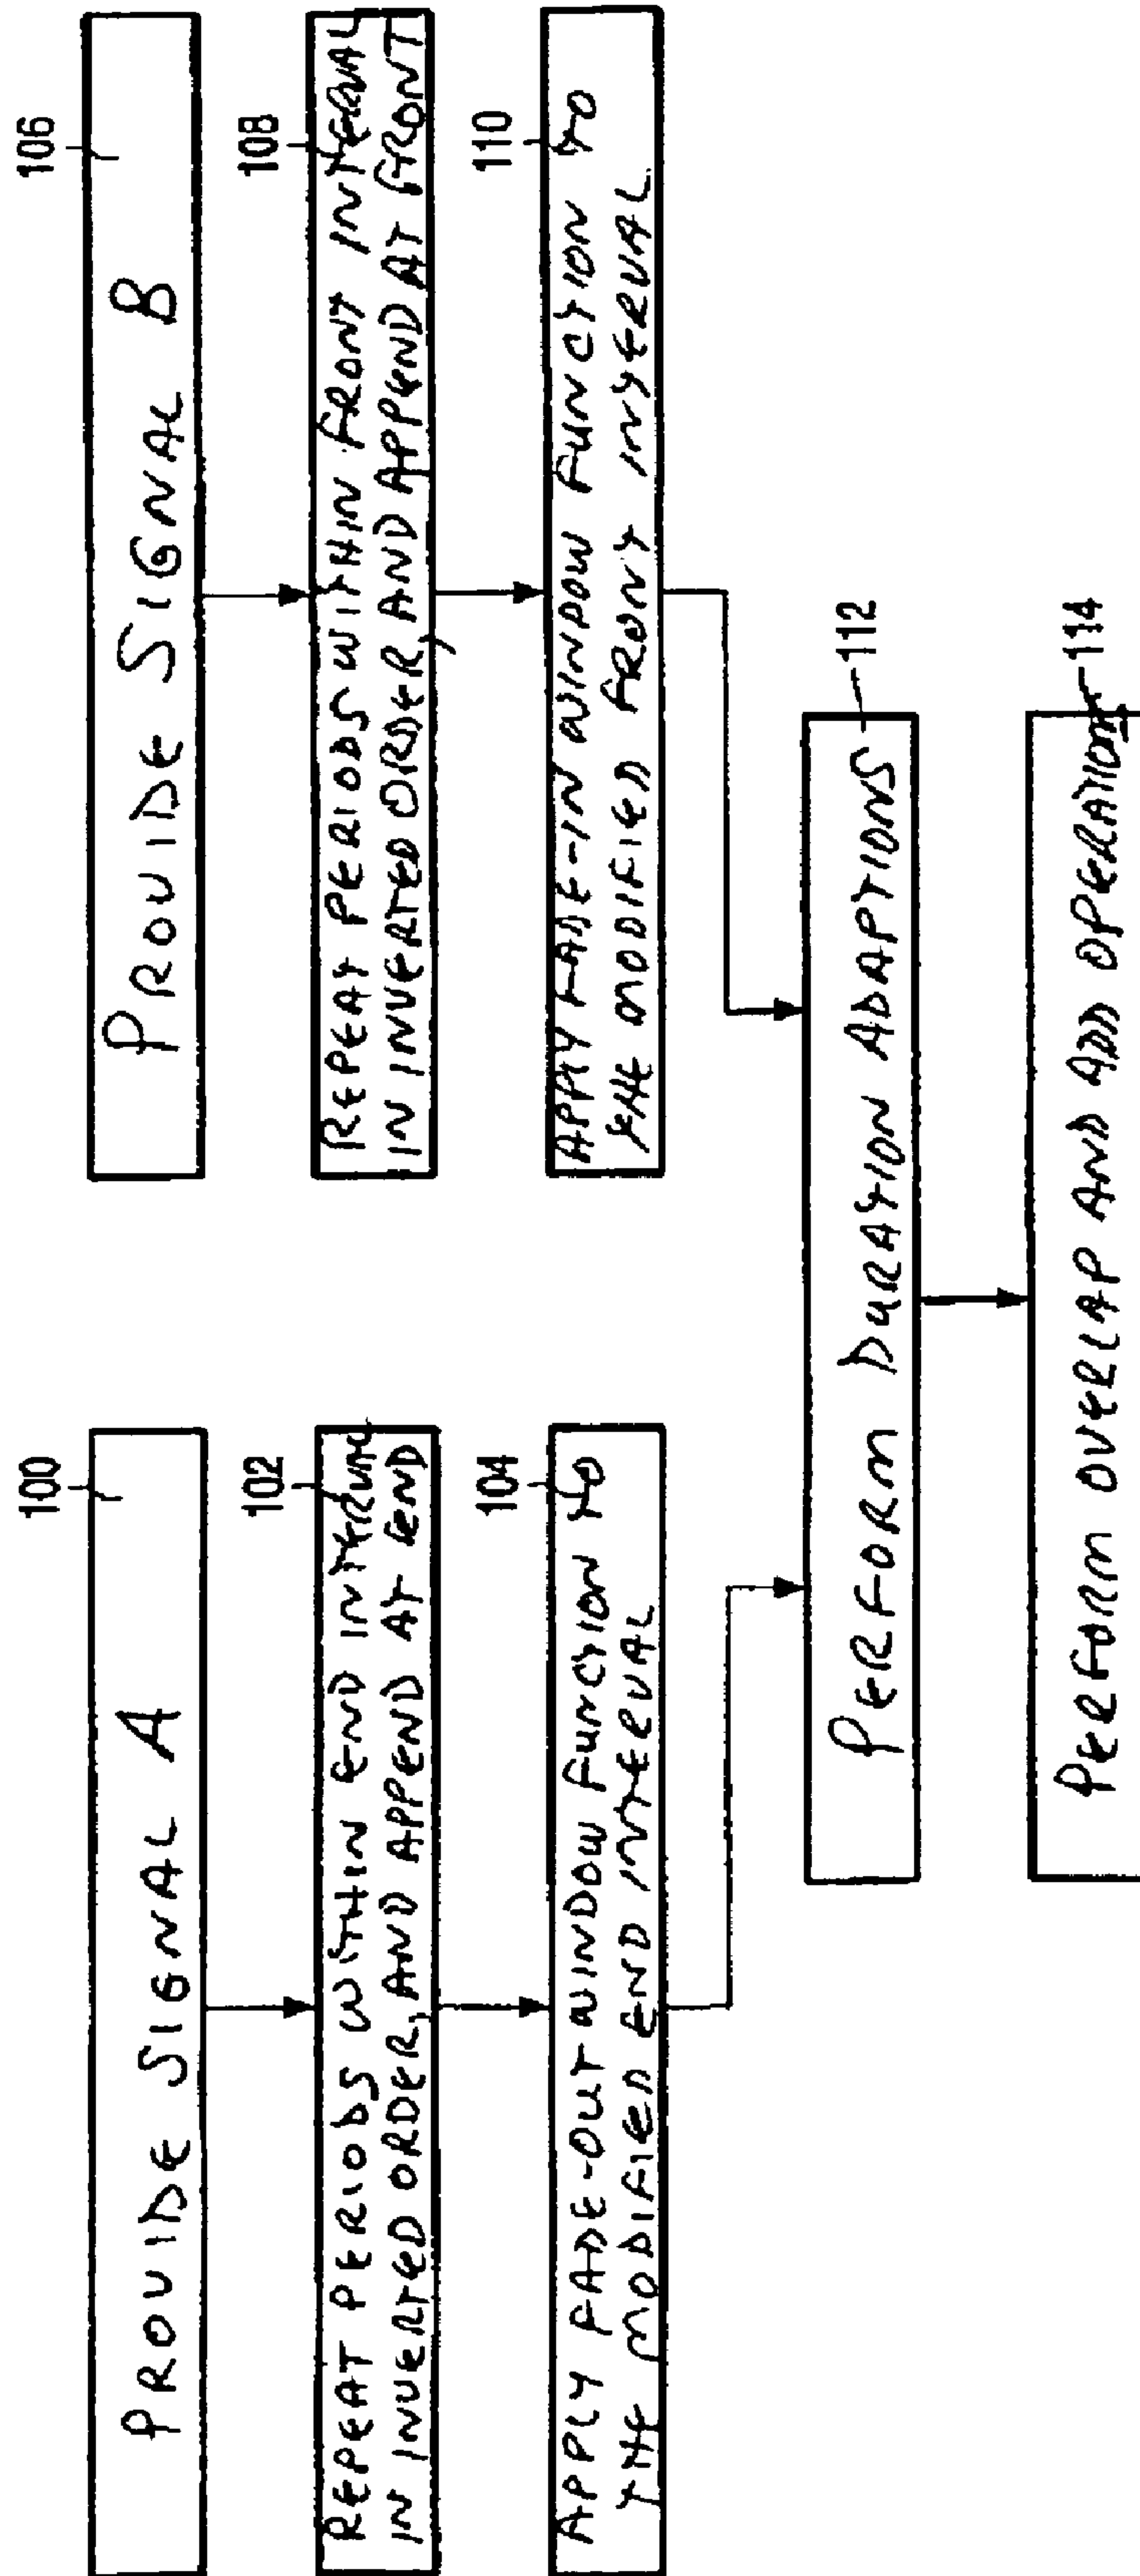 100
PROVIDE SIGNAL A
102
REPEAT PERIODS WITHIN END INTERVAL
IN INVERTED ORDER, AND APPEND AT END
104
APPLY FADE-OUT WINDOW FUNCTION TO
THE MODIFIED END INTERVAL
106
PROVIDE SIGNAL B
108
REPEAT PERIODS WITHIN FRONT INTERVAL
IN INVERTED ORDER, AND APPEND AT FRONT
110
APPLY FADE-IN WINDOW FUNCTION TO
THE MODIFIED FRONT INTERVAL
PERFORM DURATION ADAPTIONS
112
PERFORM OVERLAP AND ADD OPERATION
114